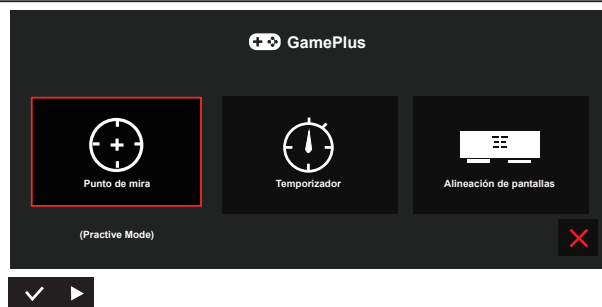 GamePlus
Punto de mira
Temporizador
Alineación de pantallas
(Practive Mode)